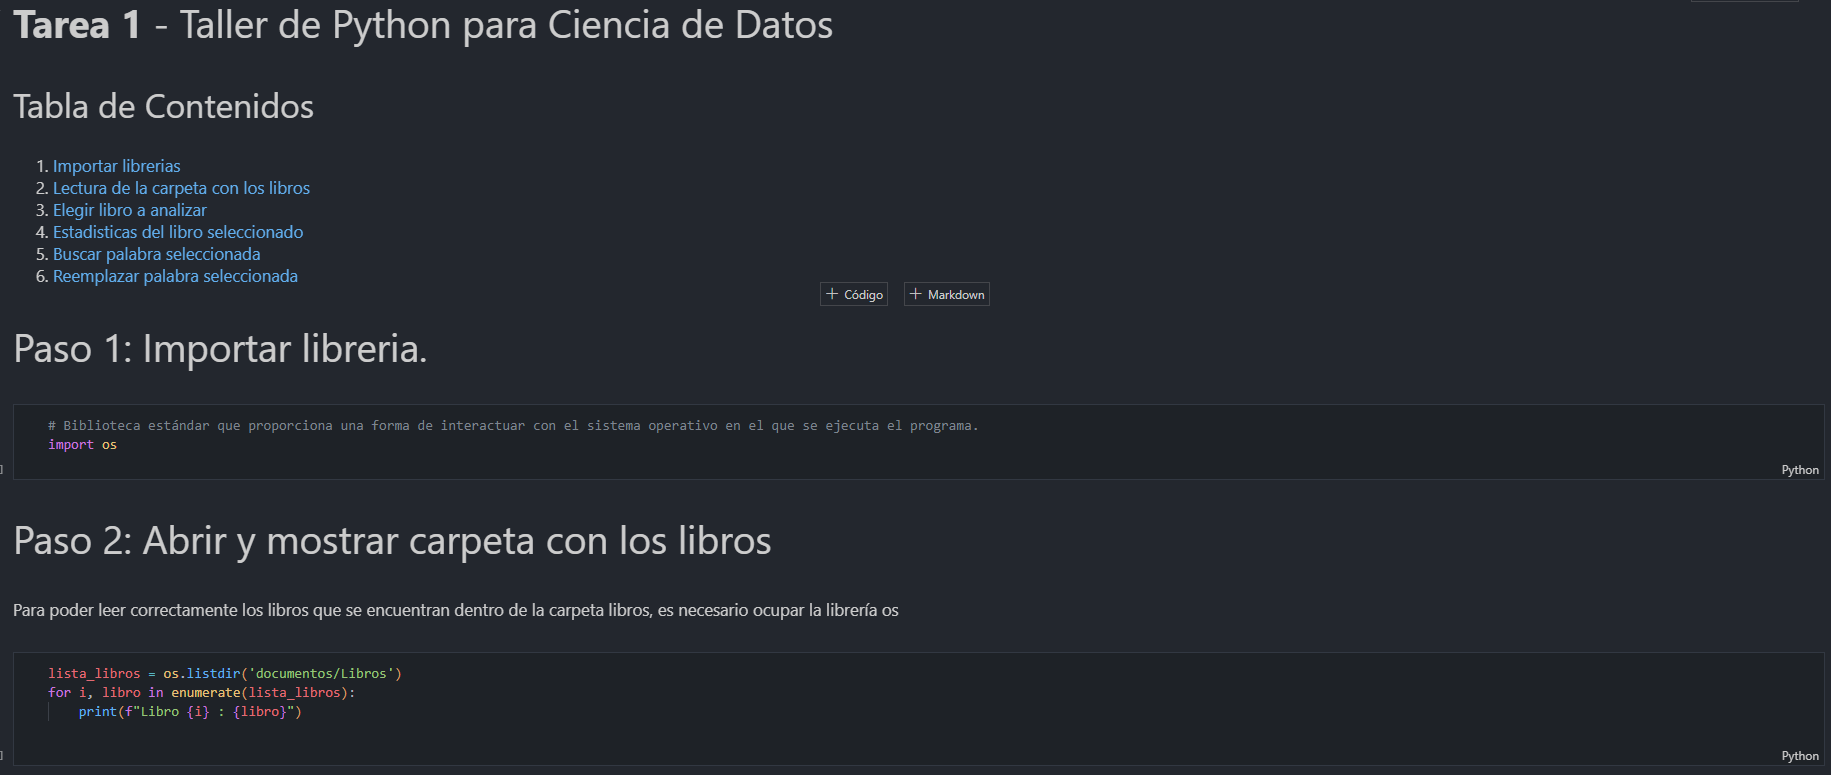 Tarea 1 - Taller de Python para Ciencia de Datos
Tabla de Contenidos
1. Importar librerias
2. Lectura de la carpeta con los libros
3. Elegir libro a analizar
4. Estadisticas del libro seleccionado
5. Buscar palabra seleccionada
6. Reemplazar palabra seleccionada
+ Código + Markdown
Paso 1: Importar libreria.
# Biblioteca estándar que proporciona una forma de interactuar con el sistema operativo en el que se ejecuta el programa.
import os
]
Python
Paso 2: Abrir y mostrar carpeta con los libros
Para poder leer correctamente los libros que se encuentran dentro de la carpeta libros, es necesario ocupar la librería os
lista_libros = os.listdir('documentos/Libros')
for i, libro in enumerate(lista_libros):
    print(f"Libro {i} : {libro}")
]
Python